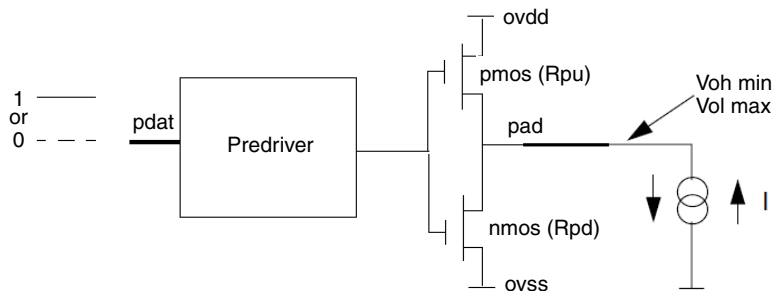 ovdd
pmos (Rpu)
Voh min
Vol max
1
or
0
pdat
Predriver
pad
nmos (Rpd)
I
ovss